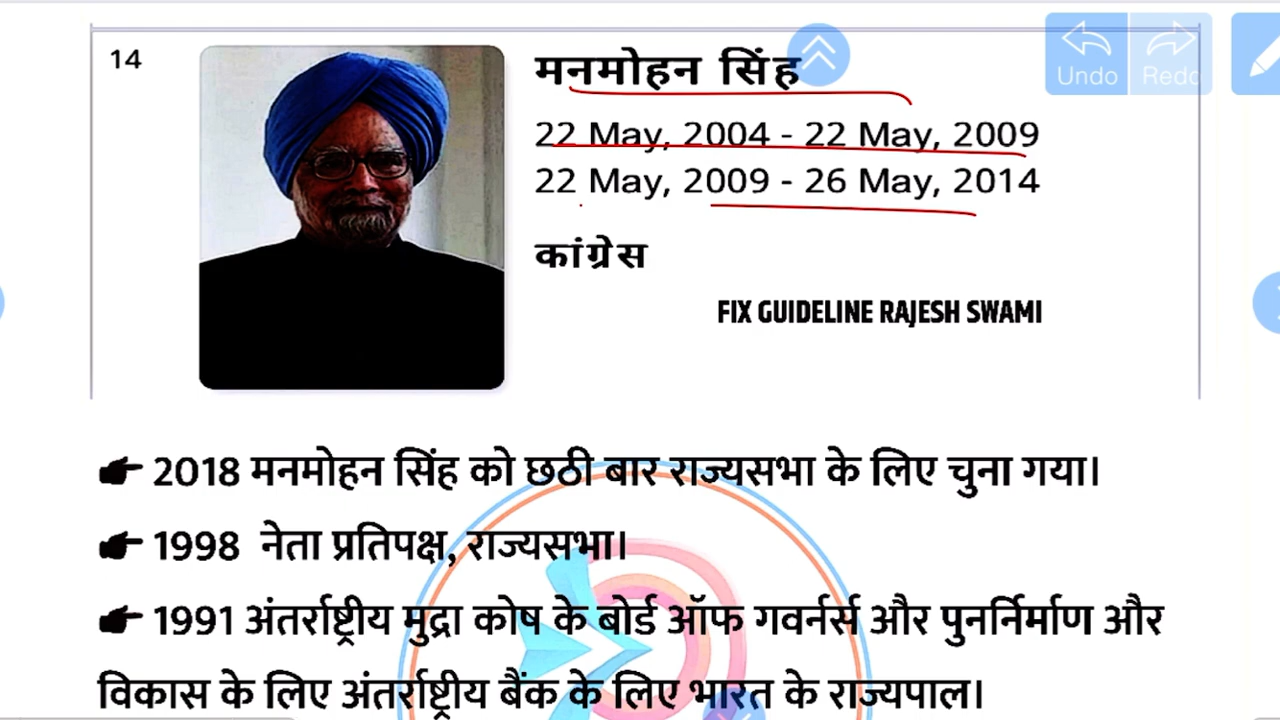 14
मनमोहन सिंह
Undo
Redo
22 May, 2004 - 22 May, 2009
22 May, 2009 - 26 May, 2014
कांग्रेस
FIX GUIDELINE RAJESH SWAMI
2018 मनमोहन सिंह को छठी बार राज्यसभा के लिए चुना गया।
1998 नेता प्रतिपक्ष, राज्यसभा।
1991 अंतर्राष्ट्रीय मुद्रा कोष के बोर्ड ऑफ गवर्नर्स और पुनर्निर्माण और
विकास के लिए अंतर्राष्ट्रीय बैंक के लिए भारत के राज्यपाल।